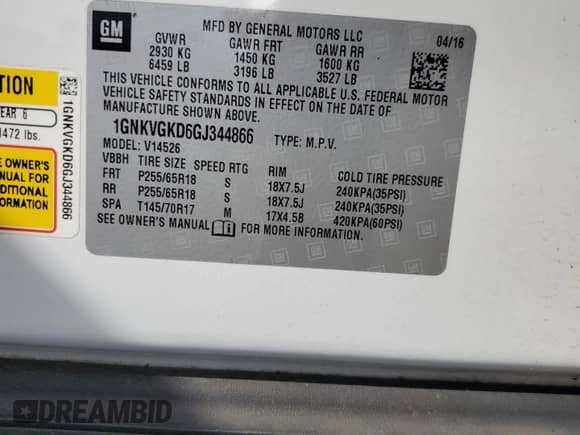 GM
MFD BY GENERAL MOTORS LLC
04/16
GVWR GAWR FRT GAWR RR
2930 KG 1450 KG 1600 KG
6459 LB 3196 LB 3527 LB
THIS VEHICLE CONFORMS TO ALL APPLICABLE U.S. FEDERAL MOTOR
VEHICLE SAFETY STANDARDS IN EFFECT ON THE DATE OF
MANUFACTURE SHOWN ABOVE.
1GNKVGKD6GJ344866 TYPE: M.P.V.
MODEL: V14526
VBBH TIRE SIZE SPEED RTG RIM COLD TIRE PRESSURE
FRT P255/65R18 S 18X7.5J 240KPA(35PSI)
RR P255/65R18 S 18X7.5J 240KPA(35PSI)
SPA T145/70R17 M 17X4.5B 420KPA(60PSI)
SEE OWNER'S MANUAL FOR MORE INFORMATION.
TION
EAR 6
1472 lbs.
E OWNER'S
ANUAL FOR
DDITIONAL
ORMATION
1GNKVGKD6GJ344866
DREAMBID